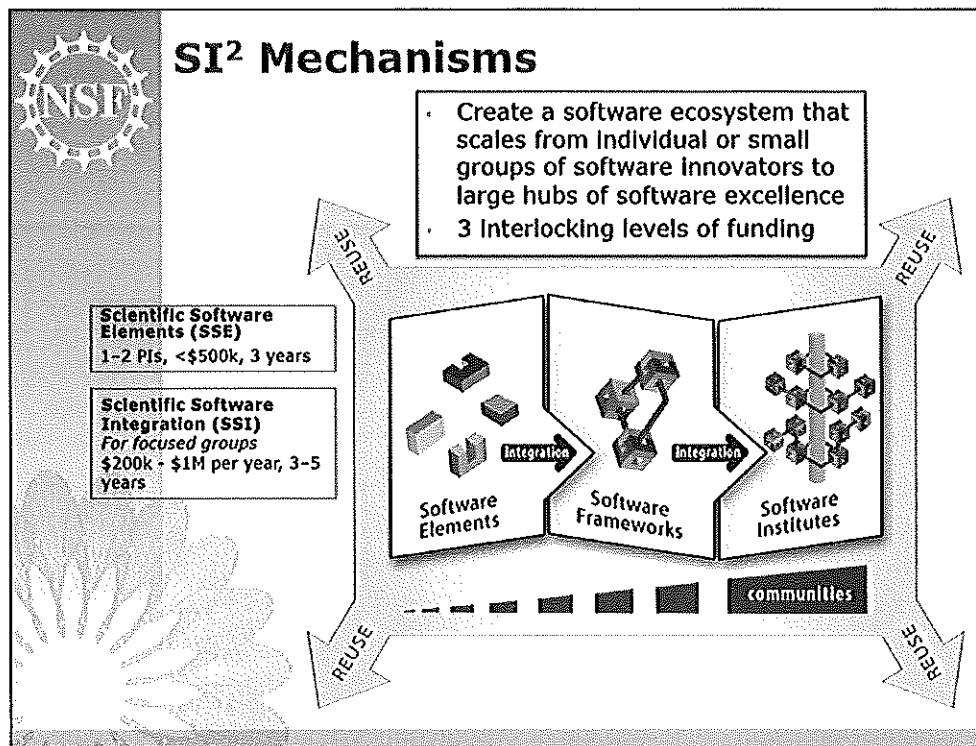 NSF
SI² Mechanisms
· Create a software ecosystem that
scales from individual or small
groups of software innovators to
large hubs of software excellence
· 3 interlocking levels of funding
REUSE
REUSE
Scientific Software
Elements (SSE)
1-2 PIs, <$500k, 3 years
Scientific Software
Integration (SSI)
For focused groups
$200k - $1M per year, 3-5
years
Integration
Integration
Software
Elements
Software
Frameworks
Software
Institutes
communities
REUSE
REUSE